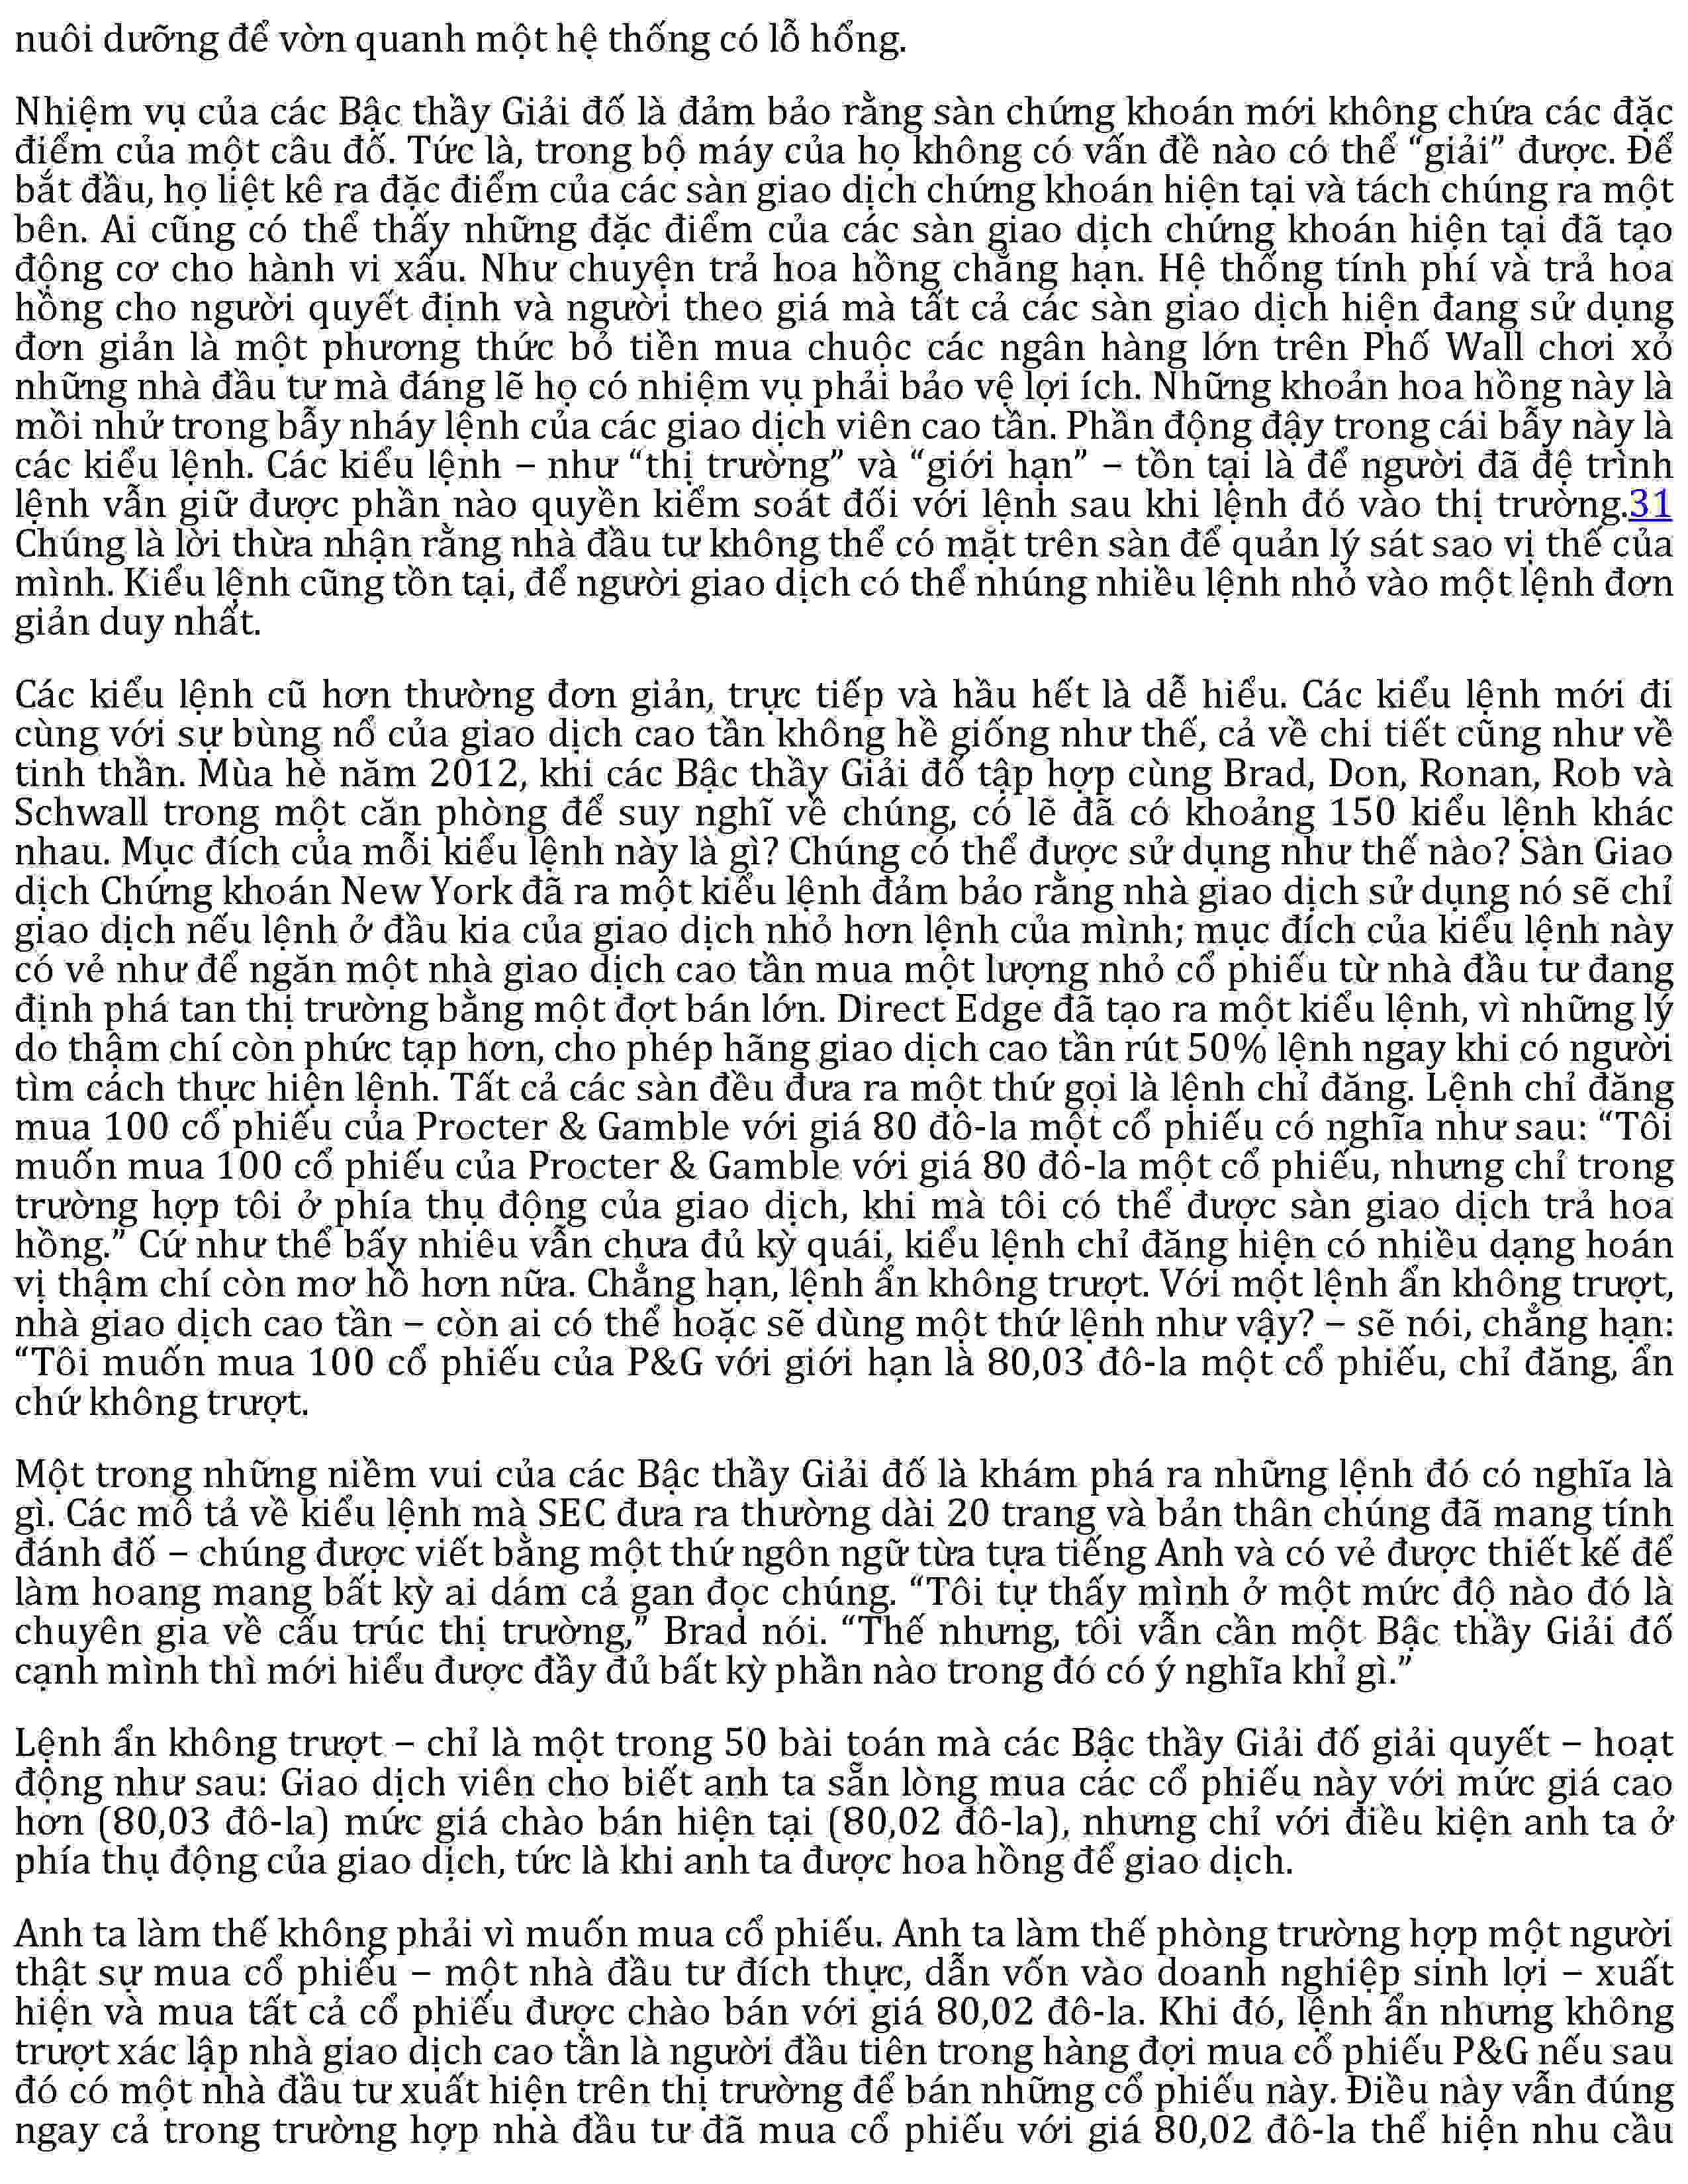 nuôi dưỡng để vờn quanh một hệ thống có lỗ hổng.
Nhiệm vụ của các Bậc thầy Giải đố là đảm bảo rằng sàn chứng khoán mới không chứa các đặc
điểm của một câu đố. Tức là, trong bộ máy của họ không có vấn đề nào có thể “giải” được. Để
bắt đầu, họ liệt kê ra đặc điểm của các sàn giao dịch chứng khoán hiện tại và tách chúng ra một
bên. Ai cũng có thể thấy những đặc điểm của các sàn giao dịch chứng khoán hiện tại đã tạo
động cơ cho hành vi xấu. Như chuyện trả hoa hồng chẳng hạn. Hệ thống tính phí và trả hoa
hồng cho người quyết định và người theo giá mà tất cả các sàn giao dịch hiện đang sử dụng
đơn giản là một phương thức bỏ tiền mua chuộc các ngân hàng lớn trên Phố Wall chơi xỏ
những nhà đầu tư mà đáng lẽ họ có nhiệm vụ phải bảo vệ lợi ích. Những khoản hoa hồng này là
mồi nhử trong bẫy nháy lệnh của các giao dịch viên cao tần. Phần động đậy trong cái bẫy này là
các kiểu lệnh. Các kiểu lệnh – như “thị trường” và “giới hạn” – tồn tại là để người đã đệ trình
lệnh vẫn giữ được phần nào quyền kiểm soát đối với lệnh sau khi lệnh đó vào thị trường.31
Chúng là lời thừa nhận rằng nhà đầu tư không thể có mặt trên sàn để quản lý sát sao vị thế của
mình. Kiểu lệnh cũng tồn tại, để người giao dịch có thể nhúng nhiều lệnh nhỏ vào một lệnh đơn
giản duy nhất.
Các kiểu lệnh cũ hơn thường đơn giản, trực tiếp và hầu hết là dễ hiểu. Các kiểu lệnh mới đi
cùng với sự bùng nổ của giao dịch cao tần không hề giống như thế, cả về chi tiết cũng như về
tinh thần. Mùa hè năm 2012, khi các Bậc thầy Giải đố tập hợp cùng Brad, Don, Ronan, Rob và
Schwall trong một căn phòng để suy nghĩ về chúng, có lẽ đã có khoảng 150 kiểu lệnh khác
nhau. Mục đích của mỗi kiểu lệnh này là gì? Chúng có thể được sử dụng như thế nào? Sàn Giao
dịch Chứng khoán New York đã ra một kiểu lệnh đảm bảo rằng nhà giao dịch sử dụng nó sẽ chỉ
giao dịch nếu lệnh ở đầu kia của giao dịch nhỏ hơn lệnh của mình; mục đích của kiểu lệnh này
có vẻ như để ngăn một nhà giao dịch cao tần mua một lượng nhỏ cổ phiếu từ nhà đầu tư đang
định phá tan thị trường bằng một đợt bán lớn. Direct Edge đã tạo ra một kiểu lệnh, vì những lý
do thậm chí còn phức tạp hơn, cho phép hãng giao dịch cao tần rút 50% lệnh ngay khi có người
tìm cách thực hiện lệnh. Tất cả các sàn đều đưa ra một thứ gọi là lệnh chỉ đăng. Lệnh chỉ đăng
mua 100 cổ phiếu của Procter & Gamble với giá 80 đô-la một cổ phiếu có nghĩa như sau: “Tôi
muốn mua 100 cổ phiếu của Procter & Gamble với giá 80 đô-la một cổ phiếu, nhưng chỉ trong
trường hợp tôi ở phía thụ động của giao dịch, khi mà tôi có thể được sàn giao dịch trả hoa
hồng.” Cứ như thể bấy nhiêu vẫn chưa đủ kỳ quái, kiểu lệnh chỉ đăng hiện có nhiều dạng hoán
vị thậm chí còn mơ hồ hơn nữa. Chẳng hạn, lệnh ẩn không trượt. Với một lệnh ẩn không trượt,
nhà giao dịch cao tần – còn ai có thể hoặc sẽ dùng một thứ lệnh như vậy? – sẽ nói, chẳng hạn:
“Tôi muốn mua 100 cổ phiếu của P&G với giới hạn là 80,03 đô-la một cổ phiếu, chỉ đăng, ẩn
chứ không trượt.
Một trong những niềm vui của các Bậc thầy Giải đố là khám phá ra những lệnh đó có nghĩa là
gì. Các mô tả về kiểu lệnh mà SEC đưa ra thường dài 20 trang và bản thân chúng đã mang tính
đánh đố – chúng được viết bằng một thứ ngôn ngữ từa tựa tiếng Anh và có vẻ được thiết kế để
làm hoang mang bất kỳ ai dám cả gan đọc chúng. “Tôi tự thấy mình ở một mức độ nào đó là
chuyên gia về cấu trúc thị trường,” Brad nói. “Thế nhưng, tôi vẫn cần một Bậc thầy Giải đố
cạnh mình thì mới hiểu được đầy đủ bất kỳ phần nào trong đó có ý nghĩa khỉ gì.”
Lệnh ẩn không trượt – chỉ là một trong 50 bài toán mà các Bậc thầy Giải đố giải quyết – hoạt
động như sau: Giao dịch viên cho biết anh ta sẵn lòng mua các cổ phiếu này với mức giá cao
hơn (80,03 đô-la) mức giá chào bán hiện tại (80,02 đô-la), nhưng chỉ với điều kiện anh ta ở
phía thụ động của giao dịch, tức là khi anh ta được hoa hồng để giao dịch.
Anh ta làm thế không phải vì muốn mua cổ phiếu. Anh ta làm thế phòng trường hợp một người
thật sự mua cổ phiếu – một nhà đầu tư đích thực, dẫn vốn vào doanh nghiệp sinh lợi – xuất
hiện và mua tất cả cổ phiếu được chào bán với giá 80,02 đô-la. Khi đó, lệnh ẩn nhưng không
trượt xác lập nhà giao dịch cao tần là người đầu tiên trong hàng đợi mua cổ phiếu P&G nếu sau
đó có một nhà đầu tư xuất hiện trên thị trường để bán những cổ phiếu này. Điều này vẫn đúng
ngay cả trong trường hợp nhà đầu tư đã mua cổ phiếu với giá 80,02 đô-la thể hiện nhu cầu